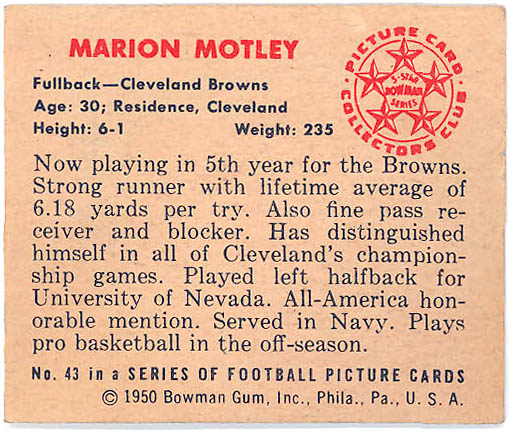 MARION MOTLEY
Fullback—Cleveland Browns
Age: 30; Residence, Cleveland
Height: 6-1 Weight: 235
PICTURE CARD
COLLECTORS CLUB
5-STAR
BOWMAN
SERIES
Now playing in 5th year for the Browns.
Strong runner with lifetime average of
6.18 yards per try. Also fine pass re-
ceiver and blocker. Has distinguished
himself in all of Cleveland's champion-
ship games. Played left halfback for
University of Nevada. All-America hon-
orable mention. Served in Navy. Plays
pro basketball in the off-season.
No. 43 in a SERIES OF FOOTBALL PICTURE CARDS
© 1950 Bowman Gum, Inc., Phila., Pa., U. S. A.